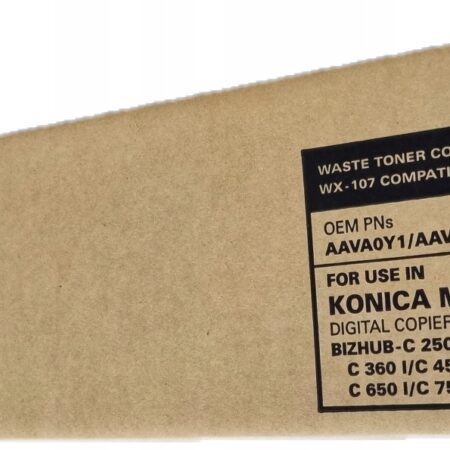 WASTE TONER CO
WX-107 COMPATI
OEM PNs
AAVA0Y1/AAV
FOR USE IN
KONICA M
DIGITAL COPIER
BIZHUB-C 250
C 360 I/C 45
C 650 I/C 75